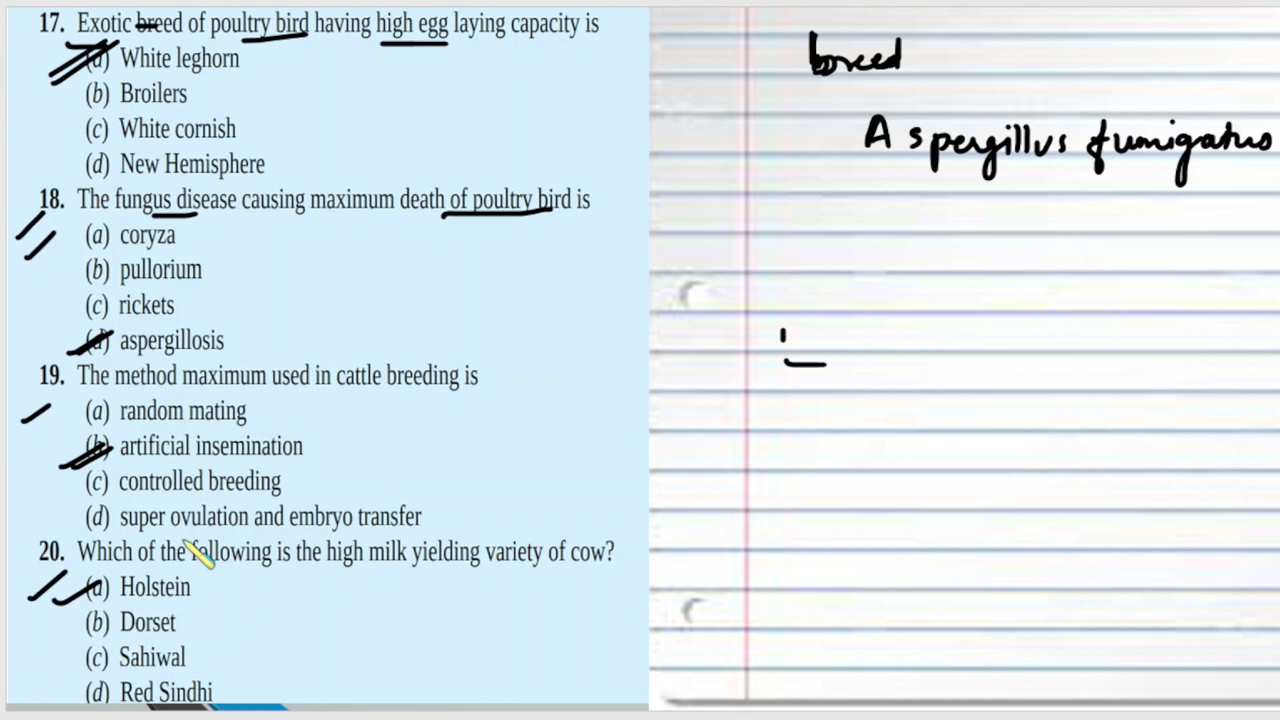 17. Exotic breed of poultry bird having high egg laying capacity is
(a) White leghorn
(b) Broilers
(c) White cornish
(d) New Hemisphere
18. The fungus disease causing maximum death of poultry bird is
(a) coryza
(b) pullorium
(c) rickets
(d) aspergillosis
19. The method maximum used in cattle breeding is
(a) random mating
(b) artificial insemination
(c) controlled breeding
(d) super ovulation and embryo transfer
20. Which of the following is the high milk yielding variety of cow?
(a) Holstein
(b) Dorset
(c) Sahiwal
(d) Red Sindhi
breed
Aspergillus fumigatus